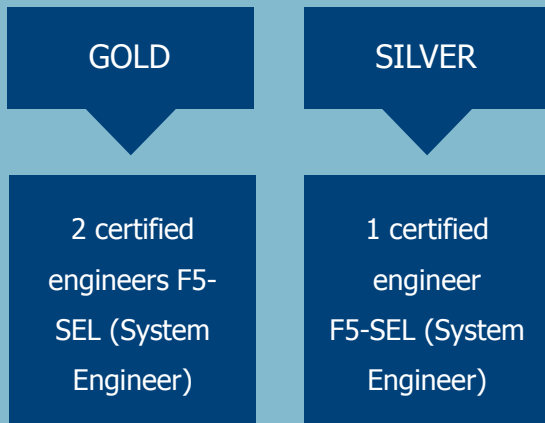 GOLD
2 certified
engineers F5-
SEL (System
Engineer)
SILVER
1 certified
engineer
F5-SEL (System
Engineer)